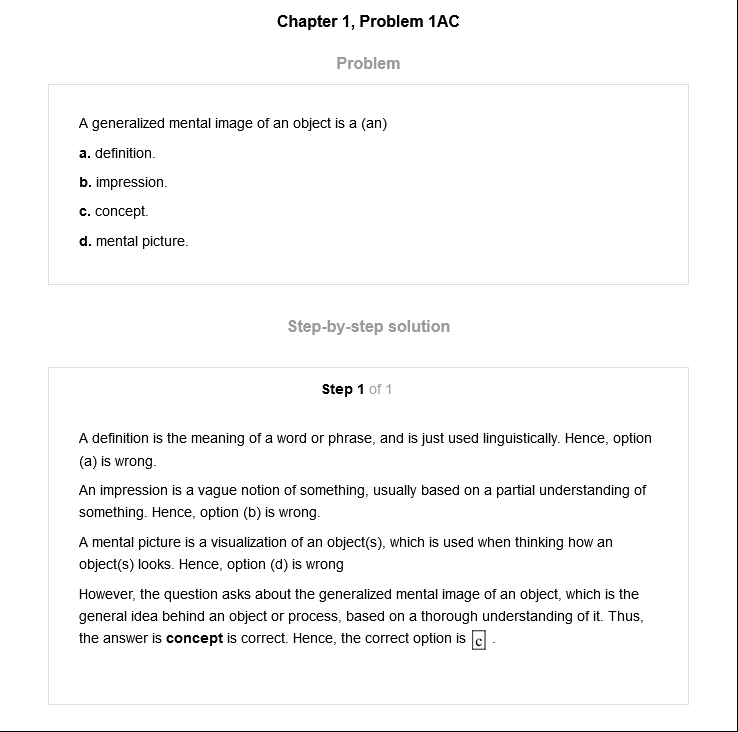 Chapter 1, Problem 1AC
Problem
A generalized mental image of an object is a (an)
a. definition.
b. impression.
c. concept.
d. mental picture.
Step-by-step solution
Step 1 of 1
A definition is the meaning of a word or phrase, and is just used linguistically. Hence, option
(a) is wrong.
An impression is a vague notion of something, usually based on a partial understanding of
something. Hence, option (b) is wrong.
A mental picture is a visualization of an object(s), which is used when thinking how an
object(s) looks. Hence, option (d) is wrong
However, the question asks about the generalized mental image of an object, which is the
general idea behind an object or process, based on a thorough understanding of it. Thus,
the answer is concept is correct. Hence, the correct option is c .